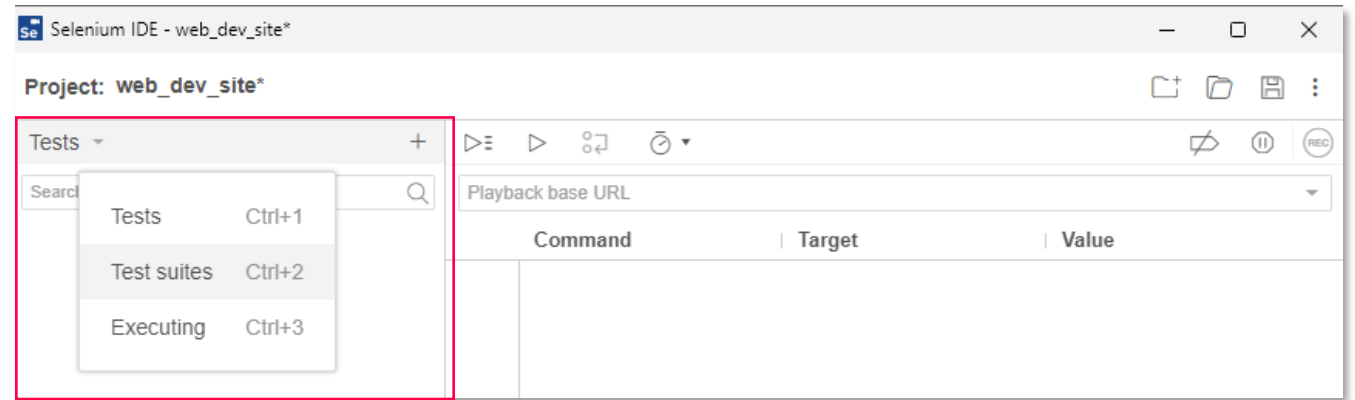 Se Selenium IDE - web_dev_site*
Project: web_dev_site*
Tests
REC
Searc
Playback base URL
Tests Ctrl+1
Test suites Ctrl+2
Executing Ctrl+3
Command Target Value